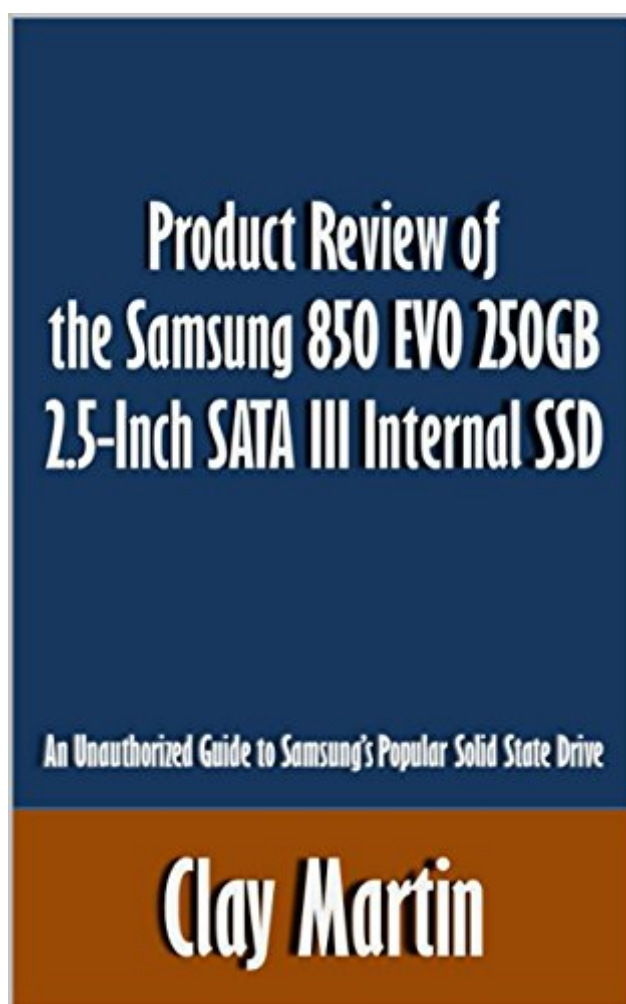 Product Review of
the Samsung 850 EVO 250GB
2.5-Inch SATA III Internal SSD
An Unauthorized Guide to Samsung's Popular Solid State Drive
Clay Martin